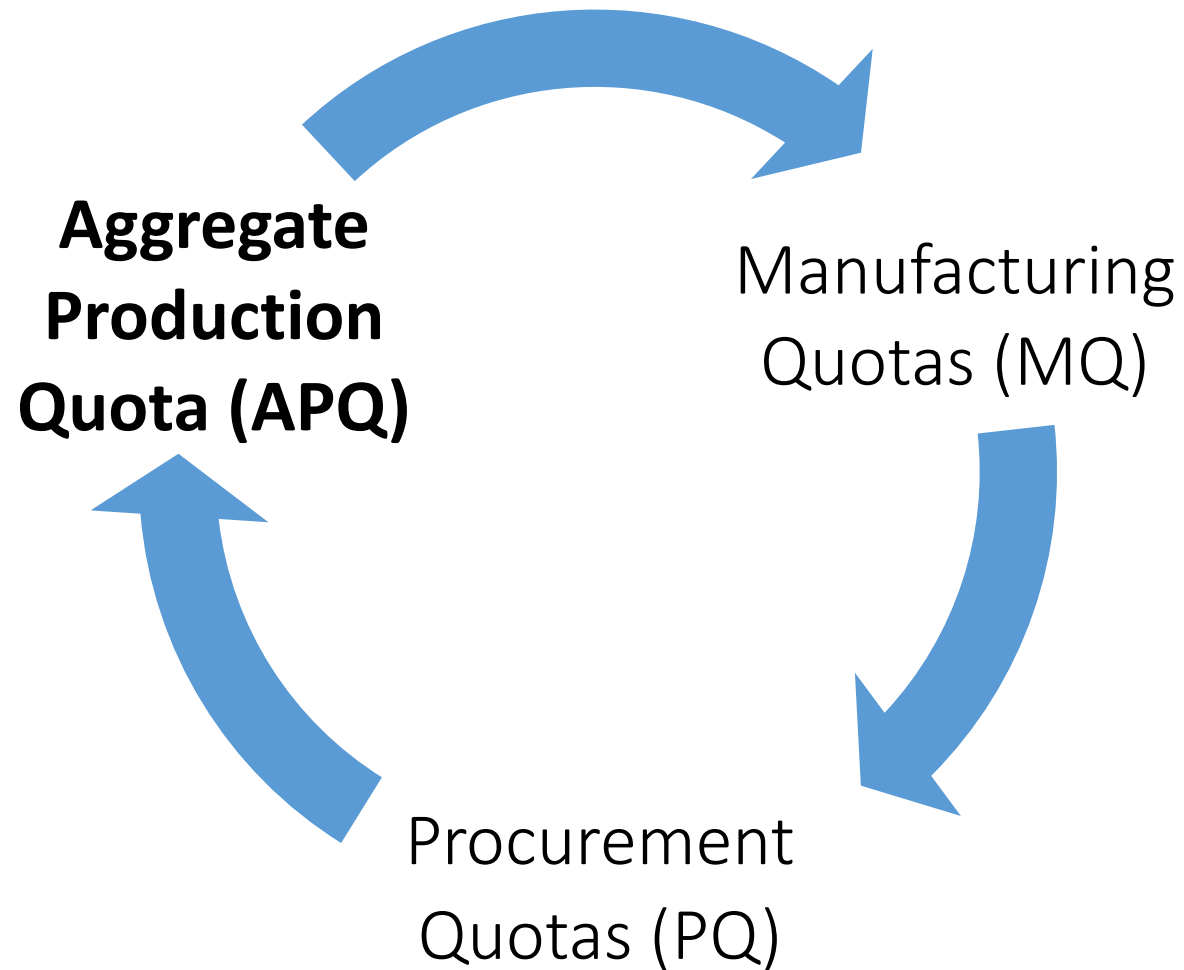 Aggregate
Production
Quota (APQ)
Manufacturing
Quotas (MQ)
Procurement
Quotas (PQ)